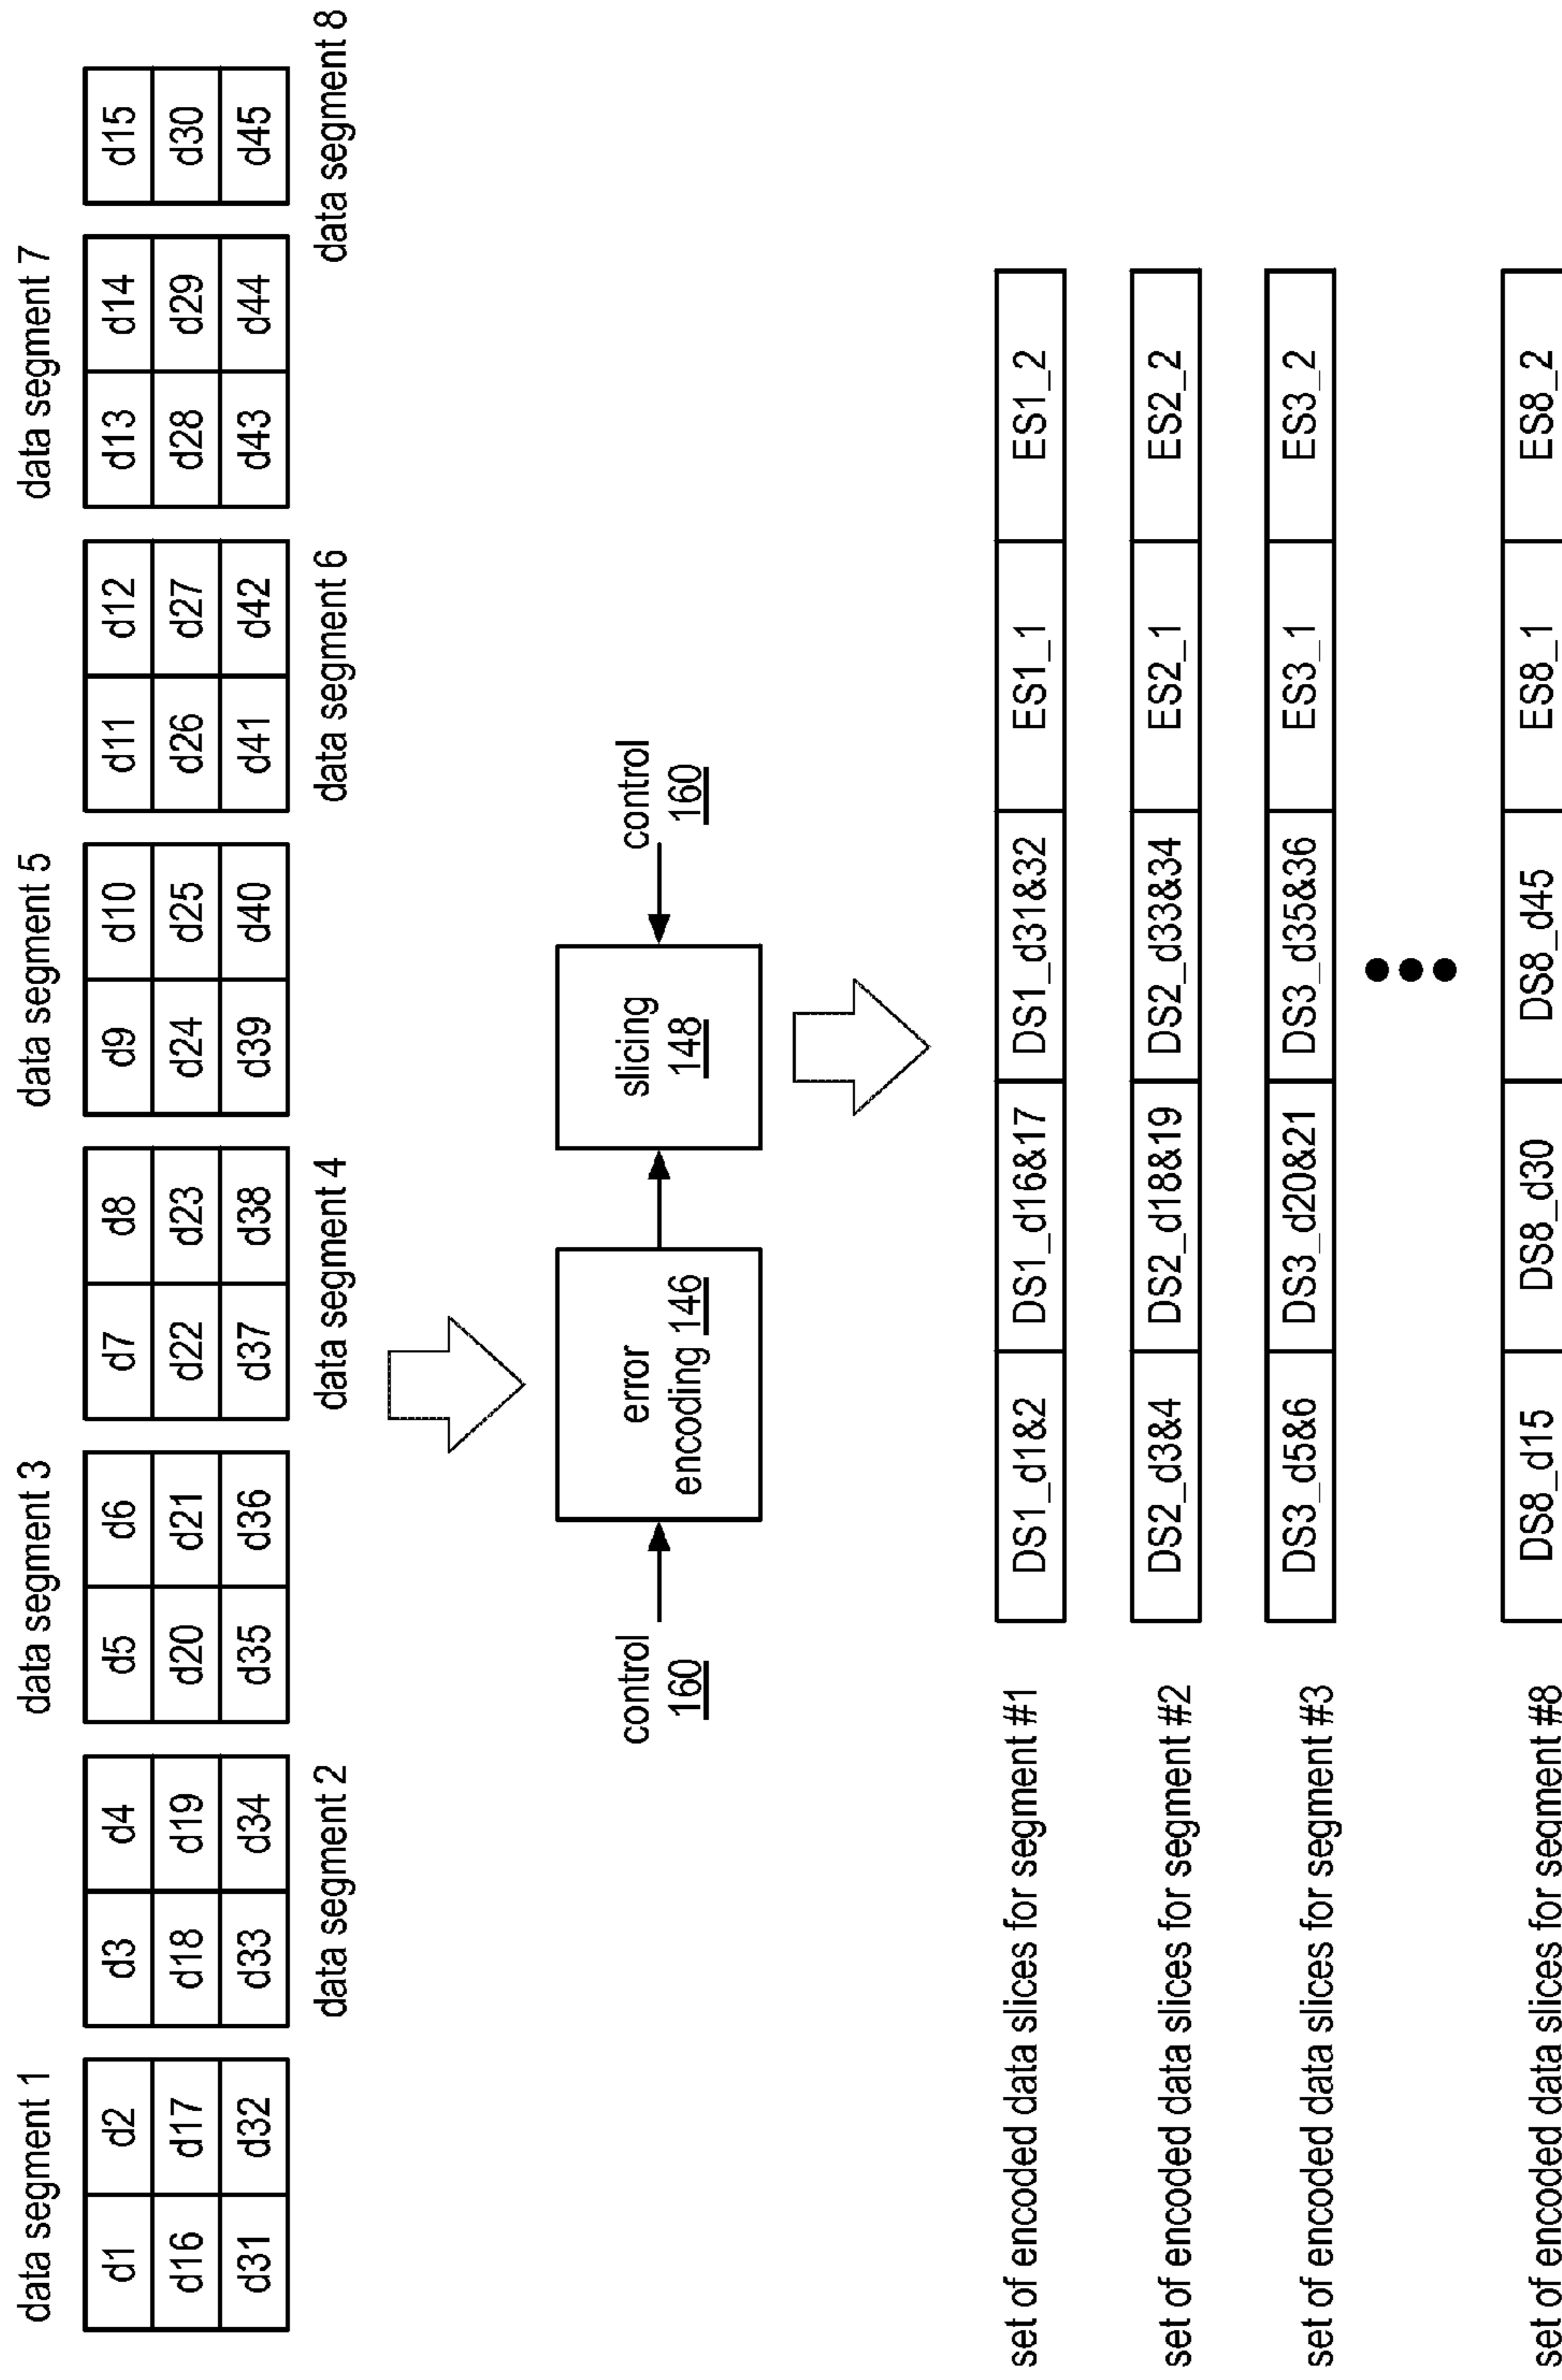 data segment 1
data segment 3
data segment 5
data segment 7
d1 d2 d3 d4 d5 d6 d7 d8 d9 d10 d11 d12 d13 d14 d15
d16 d17 d18 d19 d20 d21 d22 d23 d24 d25 d26 d27 d28 d29 d30
d31 d32 d33 d34 d35 d36 d37 d38 d39 d40 d41 d42 d43 d44 d45
data segment 2
data segment 4
data segment 6
data segment 8
control
160
error
encoding 146
slicing
148
control
160
set of encoded data slices for segment #1
DS1_d1&2 DS1_d16&17 DS1_d31&32 ES1_1 ES1_2
set of encoded data slices for segment #2
DS2_d3&4 DS2_d18&19 DS2_d33&34 ES2_1 ES2_2
set of encoded data slices for segment #3
DS3_d5&6 DS3_d20&21 DS3_d35&36 ES3_1 ES3_2
set of encoded data slices for segment #8
DS8_d15 DS8_d30 DS8_d45 ES8_1 ES8_2